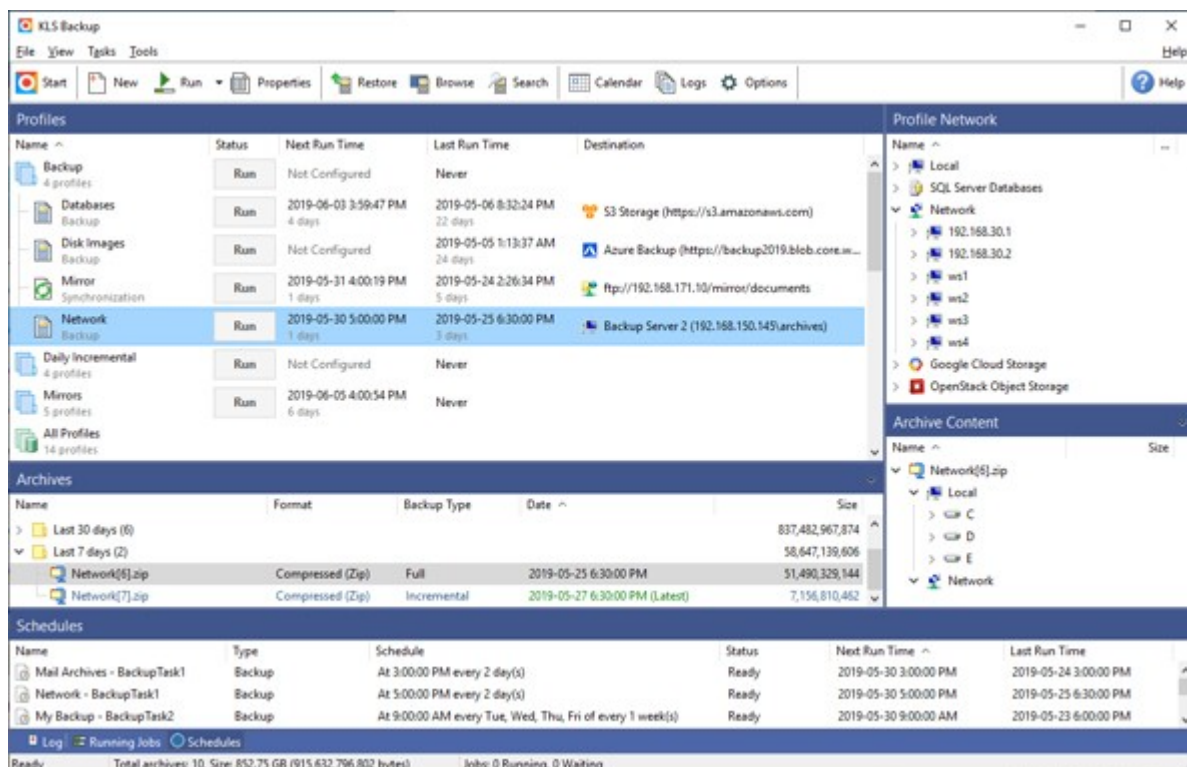 KLS Backup
File View Tasks Tools Help
Start New Run Properties Restore Browse Search Calendar Logs Options Help
Profiles
Name Status Next Run Time Last Run Time Destination
Backup Run Not Configured Never
4 profiles
Databases Run 2019-06-03 3:59:47 PM 2019-05-06 8:32:24 PM S3 Storage (https://s3.amazonaws.com)
Backup 4 days 22 days
Disk Images Run Not Configured 2019-05-05 1:13:37 AM Azure Backup (https://backup2019.blob.core.w...
Backup 24 days
Mirror Run 2019-05-31 4:00:19 PM 2019-05-24 2:26:34 PM ftp://192.168.171.10/mirror/documents
Synchronization 1 days 5 days
Network Run 2019-05-30 5:00:00 PM 2019-05-25 6:30:00 PM Backup Server 2 (192.168.150.145\archives)
Backup 1 days 3 days
Daily Incremental Run Not Configured Never
4 profiles
Mirrors Run 2019-06-05 4:00:54 PM Never
5 profiles 6 days
All Profiles
14 profiles
Profile Network
Name ...
Local
SQL Server Databases
Network
192.168.30.1
192.168.30.2
ws1
ws2
ws3
ws4
Google Cloud Storage
OpenStack Object Storage
Archives
Name Format Backup Type Date Size
Last 30 days (6) 837,482,967,874
Last 7 days (2) 58,647,139,606
Network[6].zip Compressed (Zip) Full 2019-05-25 6:30:00 PM 51,490,329,144
Network[7].zip Compressed (Zip) Incremental 2019-05-27 6:30:00 PM (Latest) 7,156,810,462
Archive Content
Name Size
Network[6].zip
Local
C
D
E
Network
Schedules
Name Type Schedule Status Next Run Time Last Run Time
Mail Archives - BackupTask1 Backup At 3:00:00 PM every 2 day(s) Ready 2019-05-30 3:00:00 PM 2019-05-24 3:00:00 PM
Network - BackupTask1 Backup At 5:00:00 PM every 2 day(s) Ready 2019-05-30 5:00:00 PM 2019-05-25 6:30:00 PM
My Backup - BackupTask2 Backup At 9:00:00 AM every Tue, Wed, Thu, Fri of every 1 week(s) Ready 2019-05-30 9:00:00 AM 2019-05-23 6:00:00 PM
Log Running Jobs Schedules
Ready Total archives: 10, Size: 852.75 GB (915,632,796,802 bytes) Jobs: 0 Running, 0 Waiting